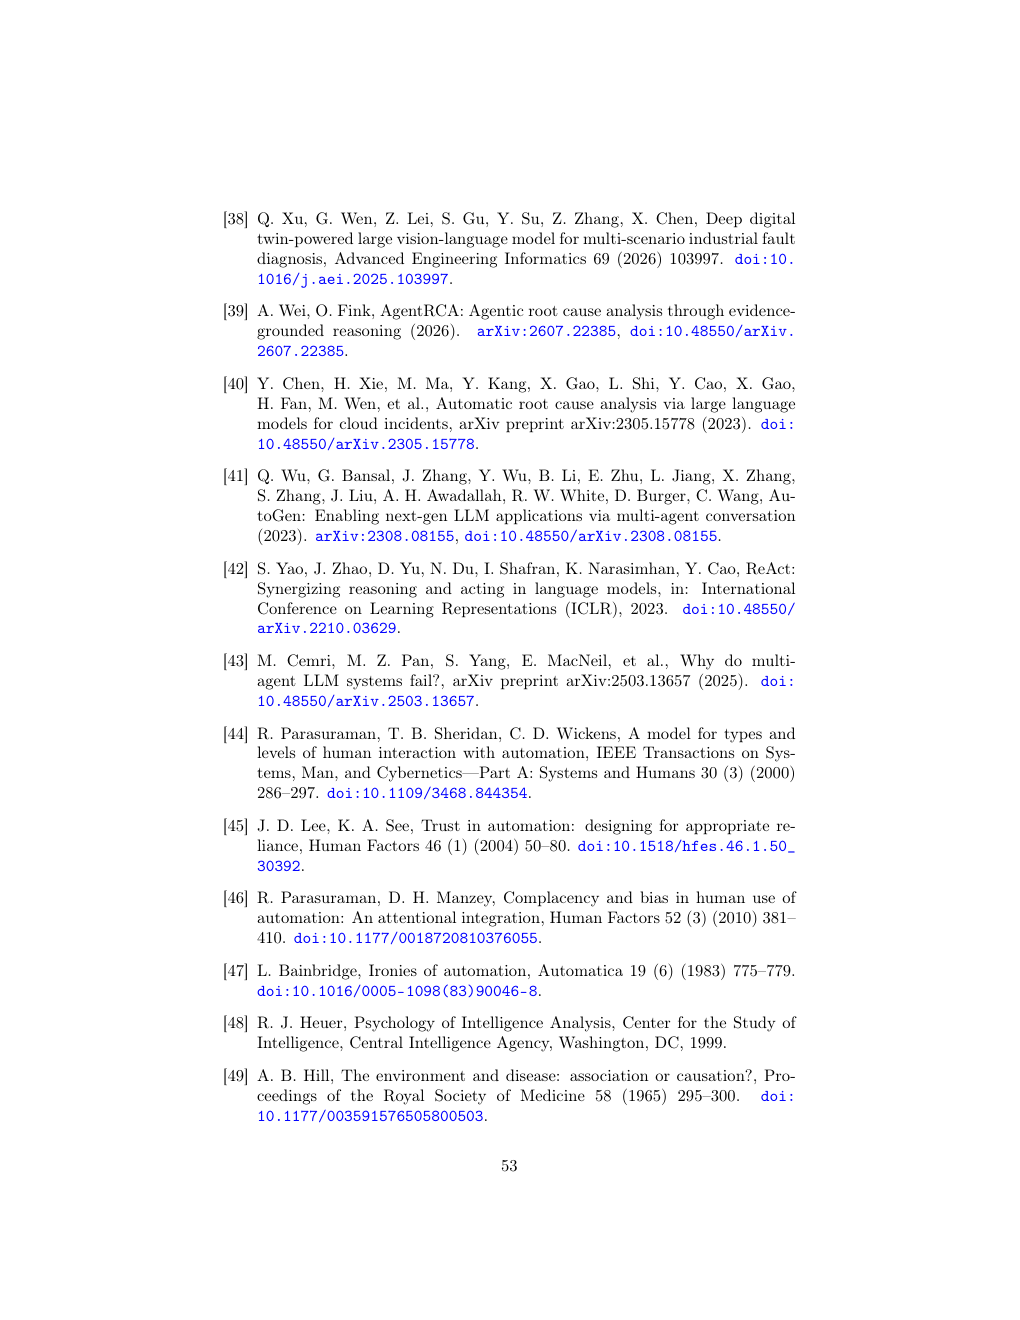 [38] Q. Xu, G. Wen, Z. Lei, S. Gu, Y. Su, Z. Zhang, X. Chen, Deep digital
twin-powered large vision-language model for multi-scenario industrial fault
diagnosis, Advanced Engineering Informatics 69 (2026) 103997. doi:10.
1016/j.aei.2025.103997.
[39] A. Wei, O. Fink, AgentRCA: Agentic root cause analysis through evidence-
grounded reasoning (2026). arXiv:2607.22385, doi:10.48550/arXiv.
2607.22385.
[40] Y. Chen, H. Xie, M. Ma, Y. Kang, X. Gao, L. Shi, Y. Cao, X. Gao,
H. Fan, M. Wen, et al., Automatic root cause analysis via large language
models for cloud incidents, arXiv preprint arXiv:2305.15778 (2023). doi:
10.48550/arXiv.2305.15778.
[41] Q. Wu, G. Bansal, J. Zhang, Y. Wu, B. Li, E. Zhu, L. Jiang, X. Zhang,
S. Zhang, J. Liu, A. H. Awadallah, R. W. White, D. Burger, C. Wang, Au-
toGen: Enabling next-gen LLM applications via multi-agent conversation
(2023). arXiv:2308.08155, doi:10.48550/arXiv.2308.08155.
[42] S. Yao, J. Zhao, D. Yu, N. Du, I. Shafran, K. Narasimhan, Y. Cao, ReAct:
Synergizing reasoning and acting in language models, in: International
Conference on Learning Representations (ICLR), 2023. doi:10.48550/
arXiv.2210.03629.
[43] M. Cemri, M. Z. Pan, S. Yang, E. MacNeil, et al., Why do multi-
agent LLM systems fail?, arXiv preprint arXiv:2503.13657 (2025). doi:
10.48550/arXiv.2503.13657.
[44] R. Parasuraman, T. B. Sheridan, C. D. Wickens, A model for types and
levels of human interaction with automation, IEEE Transactions on Sys-
tems, Man, and Cybernetics—Part A: Systems and Humans 30 (3) (2000)
286–297. doi:10.1109/3468.844354.
[45] J. D. Lee, K. A. See, Trust in automation: designing for appropriate re-
liance, Human Factors 46 (1) (2004) 50–80. doi:10.1518/hfes.46.1.50_
30392.
[46] R. Parasuraman, D. H. Manzey, Complacency and bias in human use of
automation: An attentional integration, Human Factors 52 (3) (2010) 381–
410. doi:10.1177/0018720810376055.
[47] L. Bainbridge, Ironies of automation, Automatica 19 (6) (1983) 775–779.
doi:10.1016/0005-1098(83)90046-8.
[48] R. J. Heuer, Psychology of Intelligence Analysis, Center for the Study of
Intelligence, Central Intelligence Agency, Washington, DC, 1999.
[49] A. B. Hill, The environment and disease: association or causation?, Pro-
ceedings of the Royal Society of Medicine 58 (1965) 295–300. doi:
10.1177/003591576505800503.
53